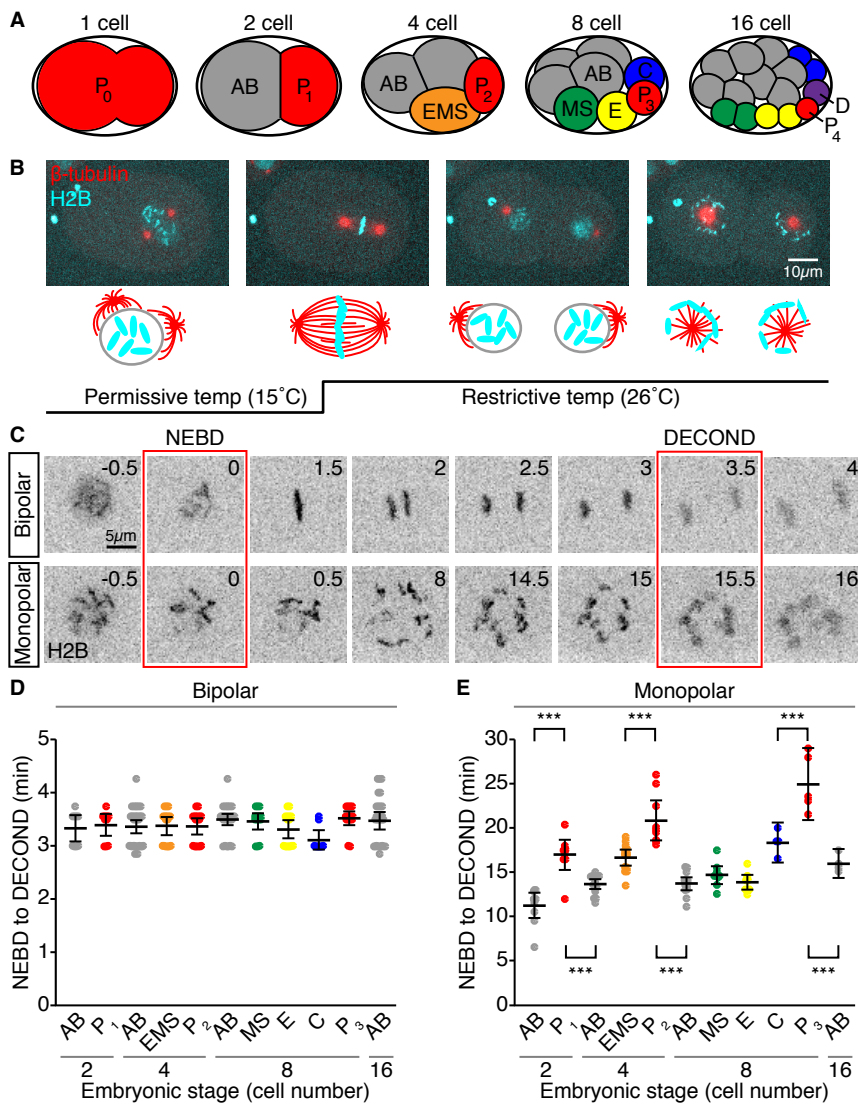 A
1 cell 2 cell 4 cell 8 cell 16 cell
P0
AB P1
AB P2 EMS
AB C P3 MS E
D
P4
B
β-tubulin
H2B
10µm
Permissive temp (15˚C) Restrictive temp (26˚C)
C
NEBD DECOND
Bipolar
-0.5 0 1.5 2 2.5 3 3.5 4
5µm
Monopolar
-0.5 0 0.5 8 14.5 15 15.5 16
H2B
D
Bipolar
NEBD to DECOND (min)
5
4
3
2
1
0
AB P1 AB EMS P2 AB MS E C P3 AB
2 4 8 16
Embryonic stage (cell number)
E
Monopolar
NEBD to DECOND (min)
*** *** ***
30
25
20
15
10
5
0
*** *** ***
AB P1 AB EMS P2 AB MS E C P3 AB
2 4 8 16
Embryonic stage (cell number)